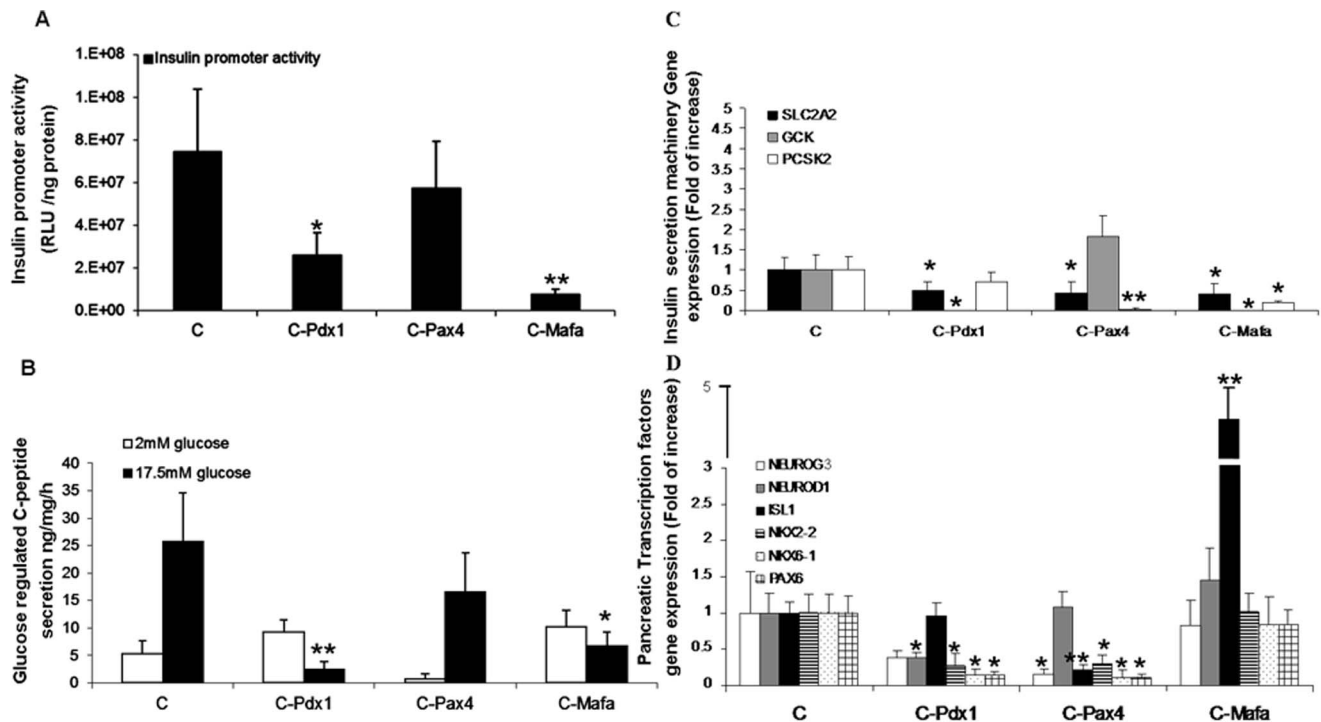 A
Insulin promoter activity
(RLU /ng protein)
1.E+08
1.E+08
8.E+07
6.E+07
4.E+07
2.E+07
0.E+00
Insulin promoter activity
*
**
C
C-Pdx1
C-Pax4
C-Mafa
B
Glucose regulated C-peptide
secretion ng/mg/h
40
35
30
25
20
15
10
5
0
2mM glucose
17.5mM glucose
**
*
C
C-Pdx1
C-Pax4
C-Mafa
C
Insulin secretion machinery Gene
expression (Fold of increase)
5
4.5
4
3.5
3
2.5
2
1.5
1
0.5
0
SLC2A2
GCK
PCSK2
* * * ** * * *
C
C-Pdx1
C-Pax4
C-Mafa
D
Pancreatic Transcription factors
gene expression (Fold of increase)
5
3
2.5
2
1.5
1
0.5
0
NEUROG3
NEUROD1
ISL1
NKX2-2
NKX6-1
PAX6
**
* * * * * ** * * *
C
C-Pdx1
C-Pax4
C-Mafa